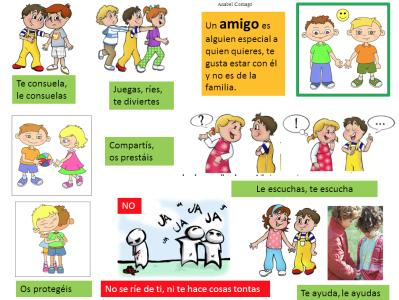 Anabel Cornago
Un amigo es
alguien especial a
quien quieres, te
gusta estar con él
y no es de la
familia.
Te consuela,
le consuelas
Juegas, ríes,
te diviertes
Compartís,
os prestáis
?
!
...
Le escuchas, te escucha
Os protegéis
NO
JA
JA
JA
JA
No se ríe de ti, ni te hace cosas tontas
Te ayuda, le ayudas